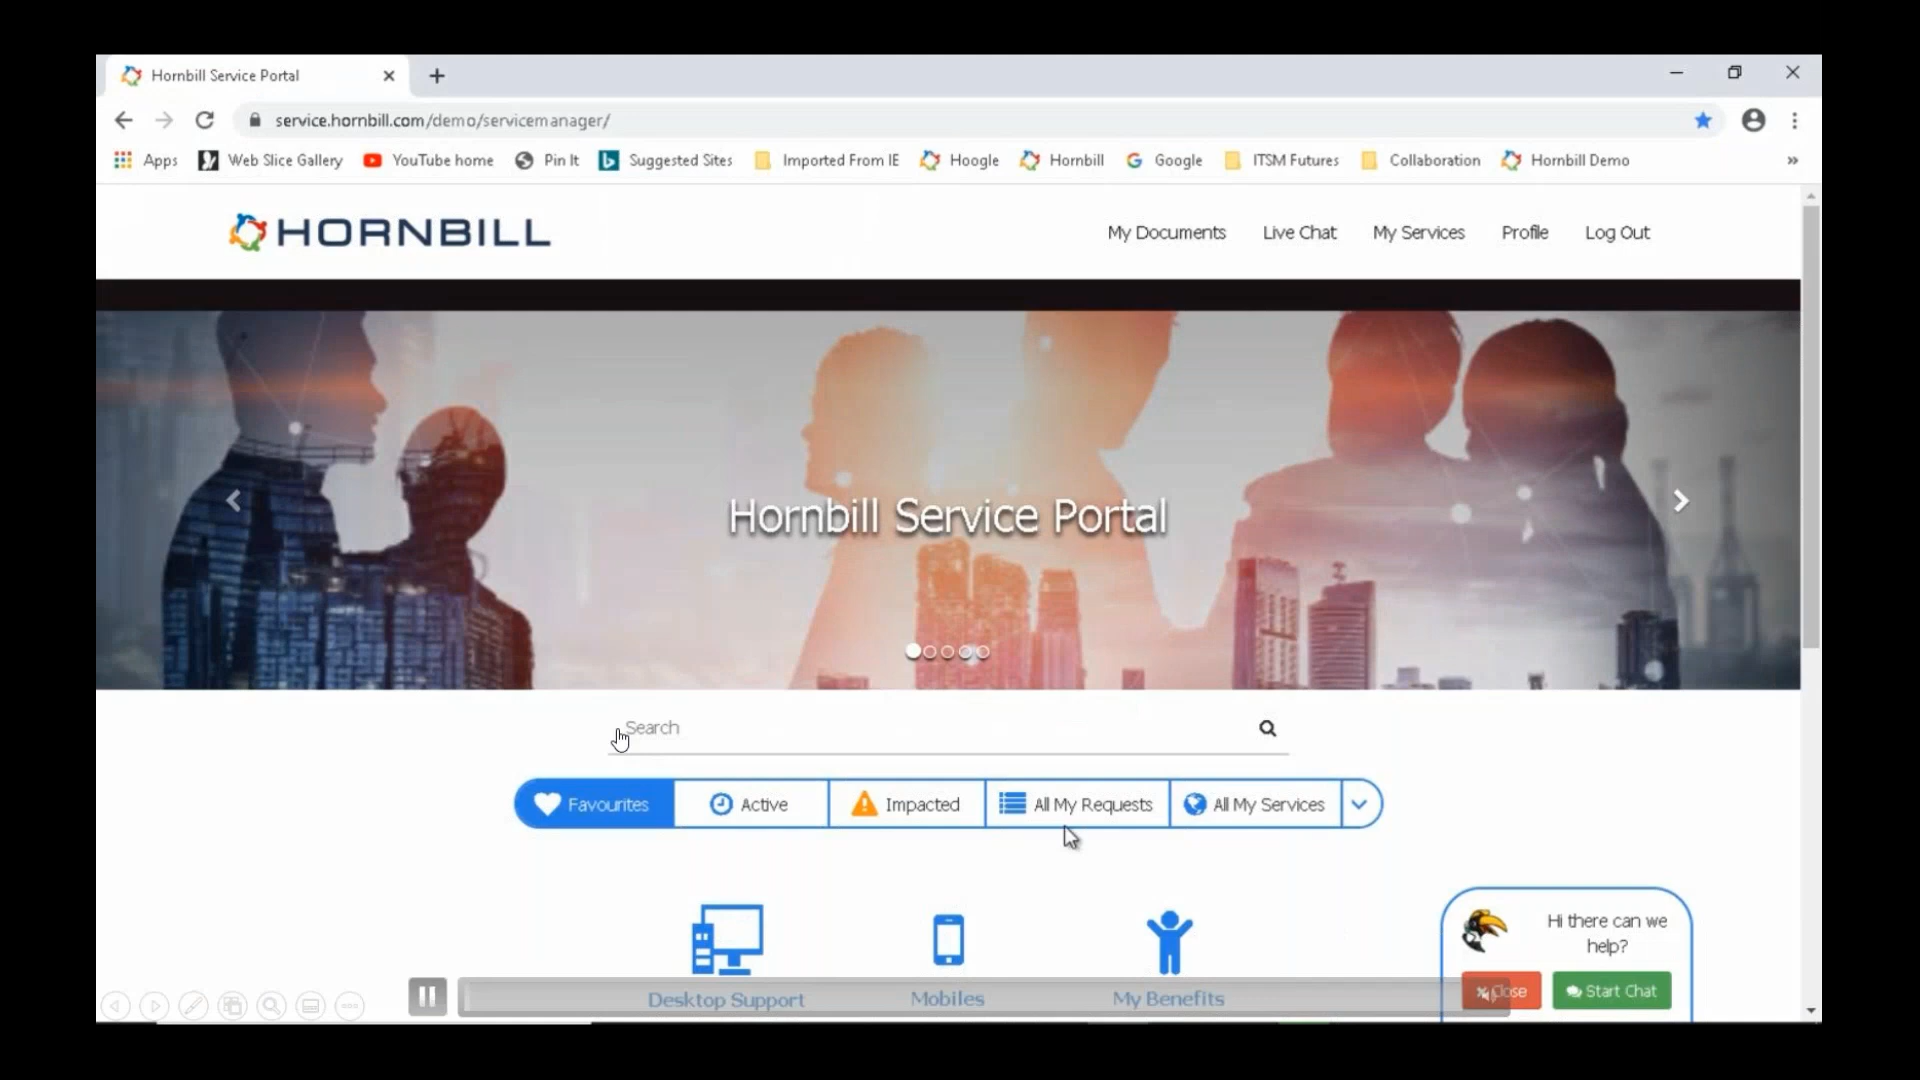 Hornbill Service Portal
service.hornbill.com/demo/servicemanager/
Apps Web Slice Gallery YouTube home Pin It Suggested Sites Imported From IE Hoogle Hornbill Google ITSM Futures Collaboration Hornbill Demo »
HORNBILL
My Documents Live Chat My Services Profile Log Out
Hornbill Service Portal
Search
Favourites Active Impacted All My Requests All My Services
Hi there can we
help?
Desktop Support Mobiles My Benefits
Close Start Chat